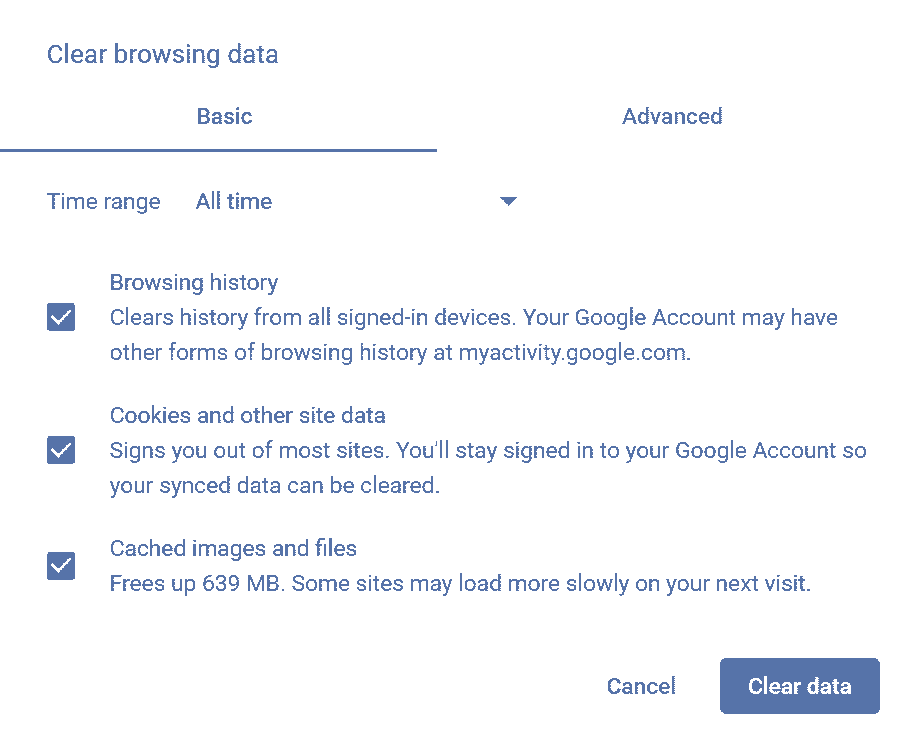 Clear browsing data
Basic
Advanced
Time range
All time
Browsing history
Clears history from all signed-in devices. Your Google Account may have
other forms of browsing history at myactivity.google.com.
Cookies and other site data
Signs you out of most sites. You'll stay signed in to your Google Account so
your synced data can be cleared.
Cached images and files
Frees up 639 MB. Some sites may load more slowly on your next visit.
Cancel
Clear data